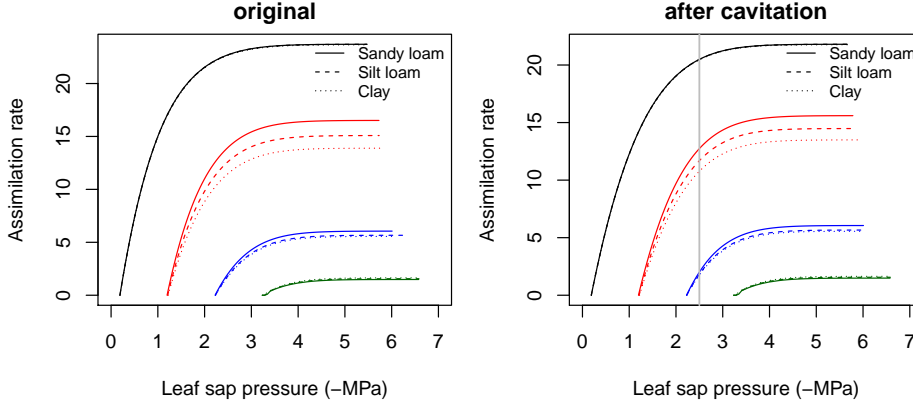 original
Sandy loam
Silt loam
Clay
Assimilation rate
0 5 10 15 20
0 1 2 3 4 5 6 7
Leaf sap pressure (−MPa)
after cavitation
Sandy loam
Silt loam
Clay
Assimilation rate
0 5 10 15 20
0 1 2 3 4 5 6 7
Leaf sap pressure (−MPa)